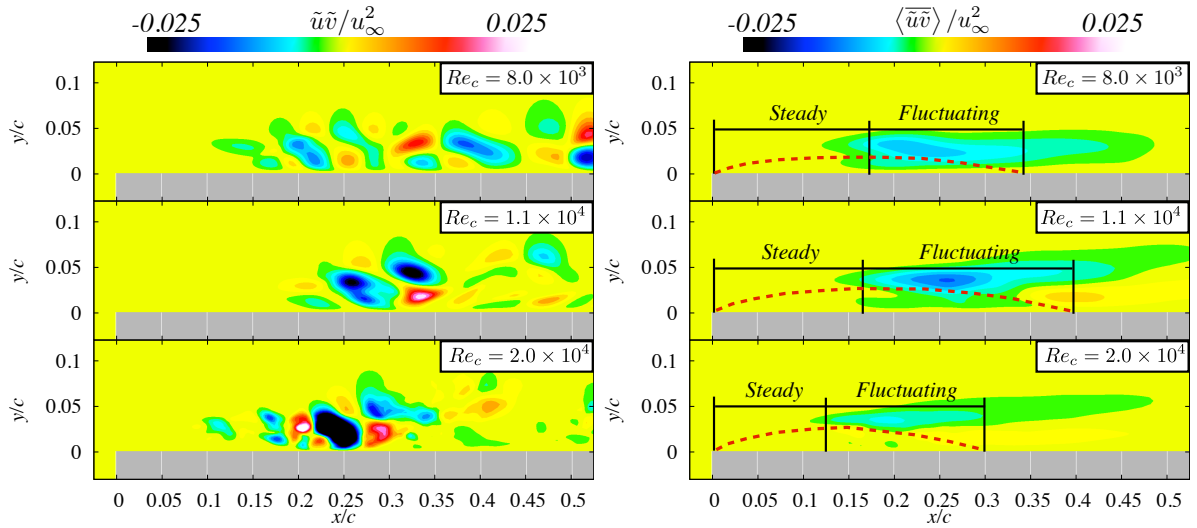 -0.025 ũṽ/u²∞ 0.025
y/c
0.1
0.05
0
Re_c = 8.0 × 10³
y/c
0.1
0.05
0
Re_c = 1.1 × 10⁴
y/c
0.1
0.05
0
Re_c = 2.0 × 10⁴
0 0.05 0.1 0.15 0.2 0.25 0.3 0.35 0.4 0.45 0.5
x/c
-0.025 ⟨ũṽ‾⟩/u²∞ 0.025
y/c
0.1
0.05
0
Re_c = 8.0 × 10³
Steady Fluctuating
y/c
0.1
0.05
0
Re_c = 1.1 × 10⁴
Steady Fluctuating
y/c
0.1
0.05
0
Re_c = 2.0 × 10⁴
Steady Fluctuating
0 0.05 0.1 0.15 0.2 0.25 0.3 0.35 0.4 0.45 0.5
x/c